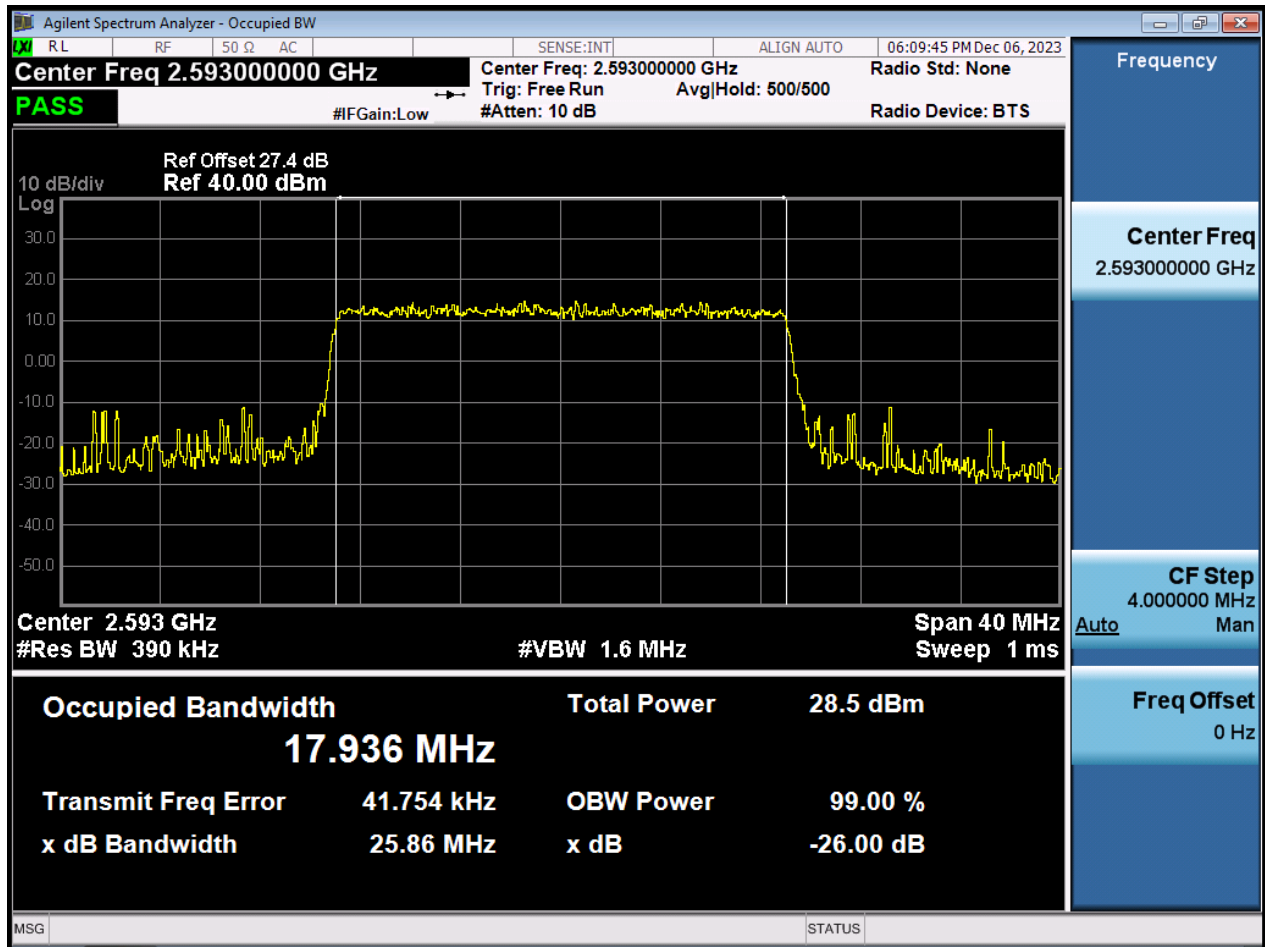 Agilent Spectrum Analyzer - Occupied BW
LXI RL RF 50 Ω AC SENSE:INT ALIGN AUTO 06:09:45 PM Dec 06, 2023
Center Freq 2.593000000 GHz
Center Freq: 2.593000000 GHz
Radio Std: None
Trig: Free Run Avg|Hold: 500/500
PASS
#IFGain:Low
#Atten: 10 dB
Radio Device: BTS
Ref Offset 27.4 dB
10 dB/div Ref 40.00 dBm
Log
30.0
20.0
10.0
0.00
-10.0
-20.0
-30.0
-40.0
-50.0
Center 2.593 GHz Span 40 MHz
#Res BW 390 kHz #VBW 1.6 MHz Sweep 1 ms
Occupied Bandwidth Total Power 28.5 dBm
17.936 MHz
Transmit Freq Error 41.754 kHz OBW Power 99.00 %
x dB Bandwidth 25.86 MHz x dB -26.00 dB
MSG STATUS
Frequency
Center Freq
2.593000000 GHz
CF Step
4.000000 MHz
Auto Man
Freq Offset
0 Hz